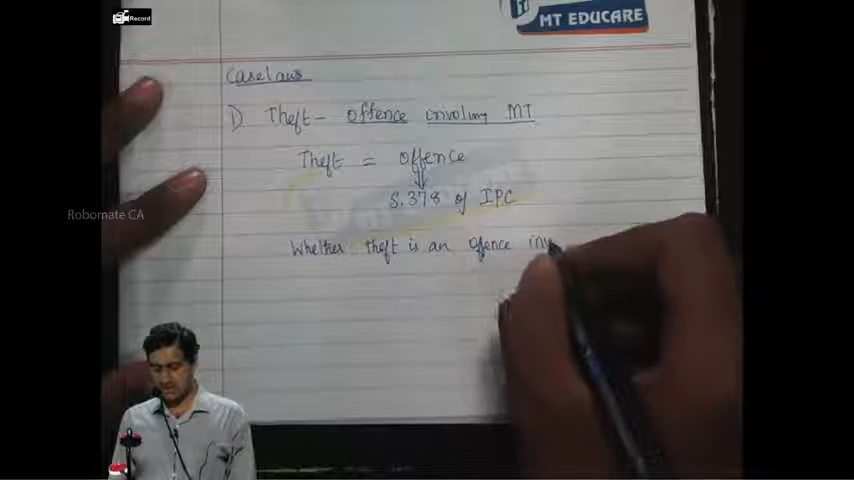 Record
MT EDUCARE
Caselaws
1) Theft - offence involving MT
Theft = offence
S.378 of IPC
Robomate CA
Whether theft is an offence inv